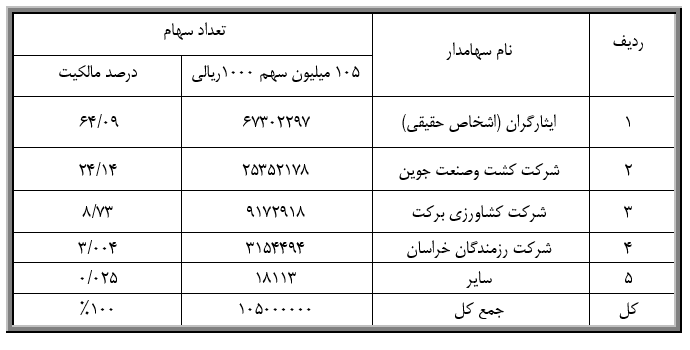 ردیف نام سهامدار تعداد سهام
۱۰۵ میلیون سهم ۱۰۰۰ریالی درصد مالکیت
۱ ایثارگران (اشخاص حقیقی) ۶۷۳۰۲۲۹۷ ۶۴/۰۹
۲ شرکت کشت وصنعت جوین ۲۵۳۵۲۱۷۸ ۲۴/۱۴
۳ شرکت کشاورزی برکت ۹۱۷۲۹۱۸ ۸/۷۳
۴ شرکت رزمندگان خراسان ۳۱۵۴۴۹۴ ۳/۰۰۴
۵ سایر ۱۸۱۱۳ ۰/۰۲۵
کل جمع کل ۱۰۵۰۰۰۰۰۰ ۱۰۰٪